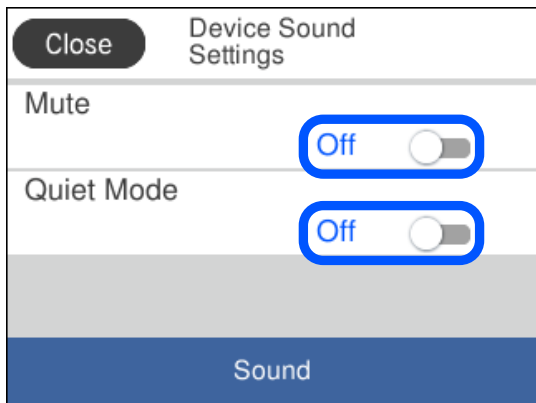 Close
Device Sound
Settings
Mute
Off
Quiet Mode
Off
Sound